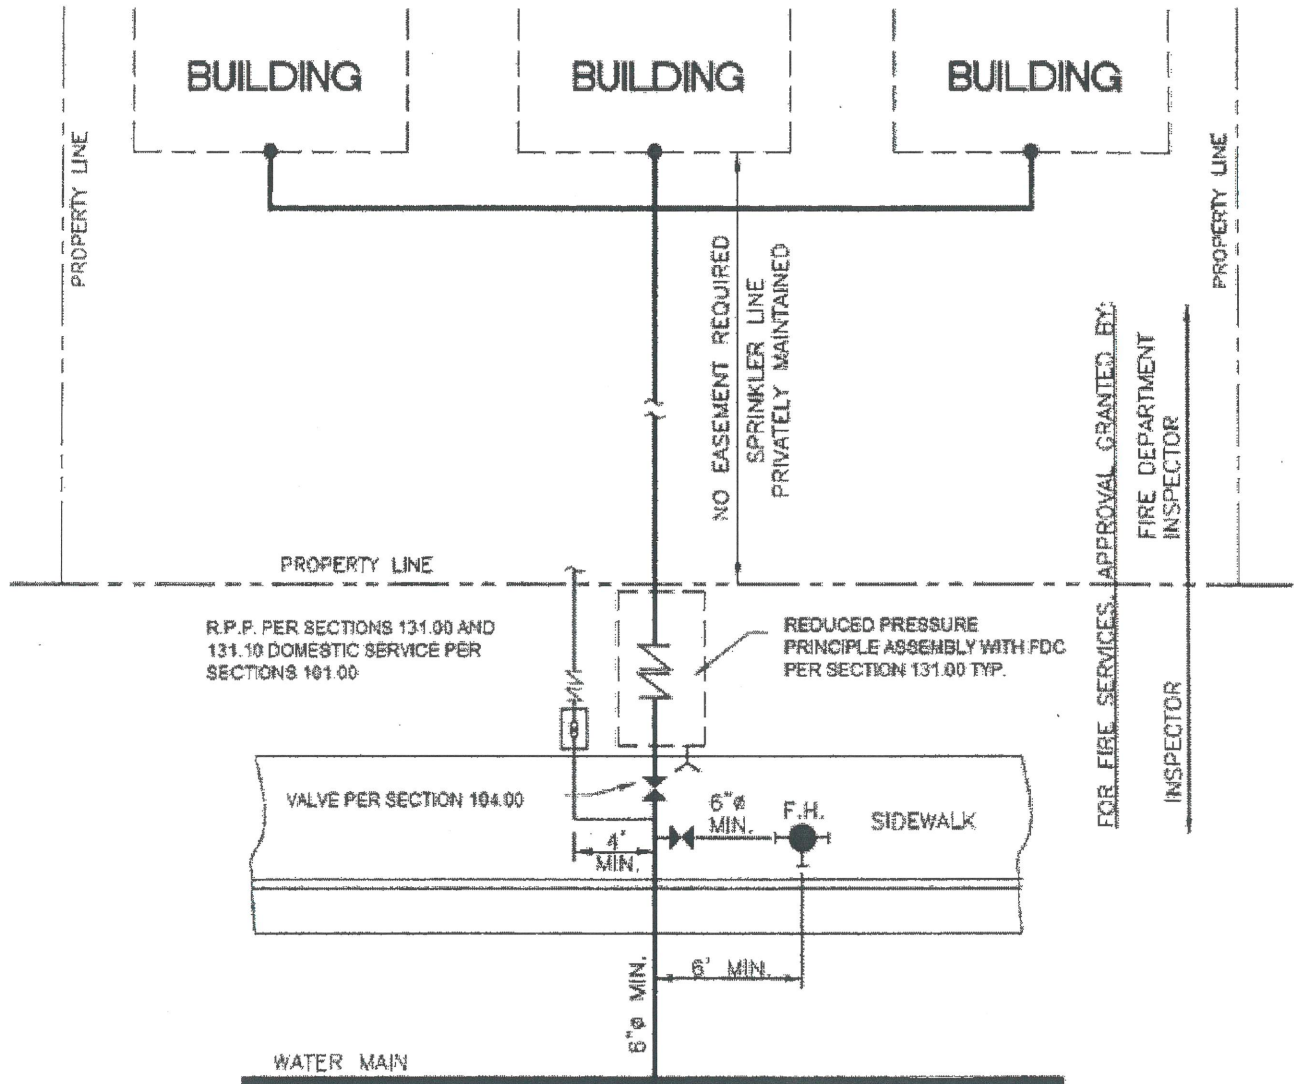 BUILDING
BUILDING
BUILDING
PROPERTY LINE
PROPERTY LINE
NO EASEMENT REQUIRED
SPRINKLER LINE
PRIVATELY MAINTAINED
FOR FIRE SERVICES, APPROVAL GRANTED BY:
FIRE DEPARTMENT
INSPECTOR
INSPECTOR
PROPERTY LINE
R.P.P. PER SECTIONS 131.00 AND
131.10 DOMESTIC SERVICE PER
SECTIONS 101.00
REDUCED PRESSURE
PRINCIPLE ASSEMBLY WITH FDC
PER SECTION 131.00 TYP.
VALVE PER SECTION 104.00
6"ø
MIN.
F.H.
SIDEWALK
4'
MIN.
6' MIN.
6"ø MIN.
WATER MAIN